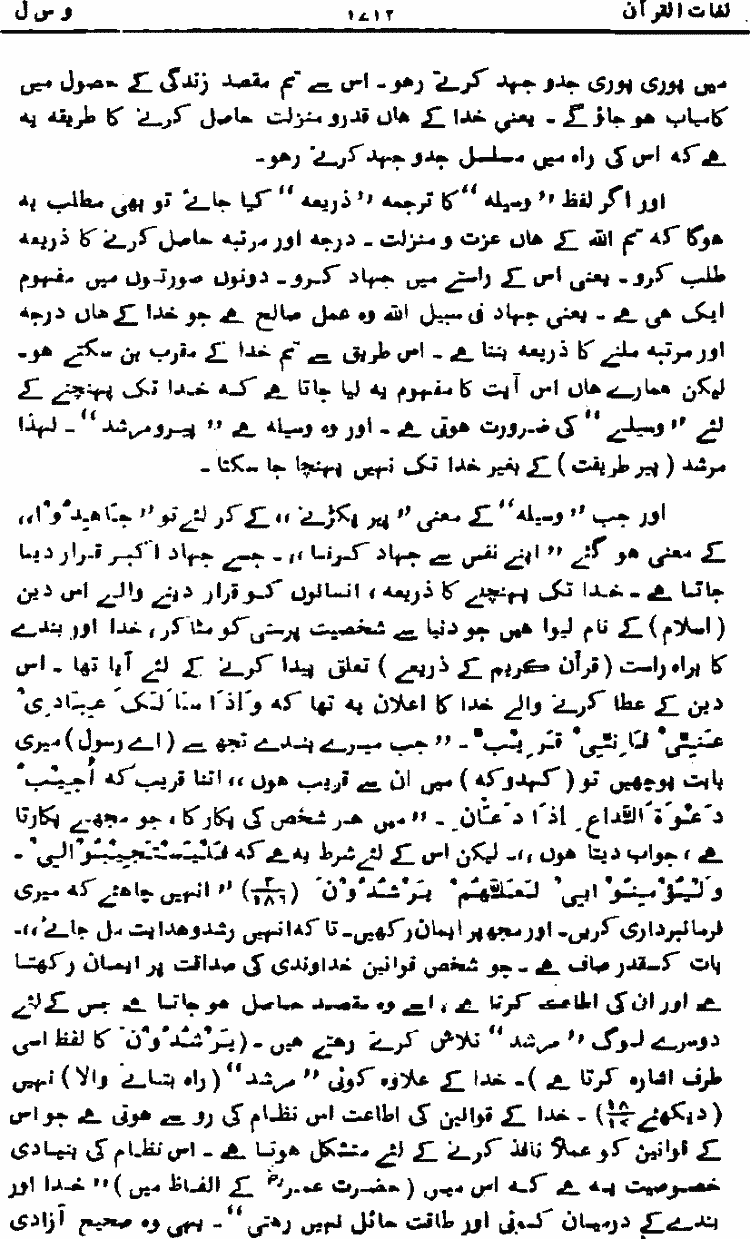 لغات القرآن ١٧١٢ و س ل
میں پوری پوری جدو جہد کرتے رہو ۔ اس سے تم مقصد زندگی کے حصول میں
کامیاب ہو جاؤ گے ۔ یعنی خدا کے ہاں قدرو منزلت حاصل کرنے کا طریقہ یہ
ہے کہ اس کی راہ میں مسلسل جدو جہد کرتے رہو۔
اور اگر لفظ ’’وسیلہ‘‘ کا ترجمہ ’’ذریعہ‘‘ کیا جائے تو بھی مطلب یہ
ہوگا کہ تم اللہ کے ہاں عزت و منزلت ۔ درجہ اور مرتبہ حاصل کرنے کا ذریعہ
طلب کرو۔ یعنی اس کے راستے میں جہاد کرو۔ دونوں صورتوں میں مفہوم
ایک ہی ہے ۔ یعنی جہاد فی سبیل اللہ وہ عمل صالح ہے جو خدا کے ہاں درجہ
اور مرتبہ ملنے کا ذریعہ بنتا ہے ۔ اس طریق سے تم خدا کے مقرب بن سکتے ہو۔
لیکن ہمارے ہاں اس آیت کا مفہوم یہ لیا جاتا ہے کہ خدا تک پہنچنے کے
لئے ’’وسیلے‘‘ کی ضرورت ہوتی ہے ۔ اور وہ وسیلہ ہے ’’پیرو مرشد‘‘ ۔ لہذا
مرشد (پیر طریقت) کے بغیر خدا تک نہیں پہنچا جا سکتا ۔
اور جب ’’وسیلہ‘‘ کے معنی ’’پیر پکڑنے،، کے کر لئے تو ’’جَاهِدُوْا،،
کے معنی ہو گئے ’’اپنے نفس سے جہاد کرنا،، ۔ جسے جہاد اکبر قرار دیا
جاتا ہے ۔ خدا تک پہنچنے کا ذریعہ، انسانوں کو قرار دینے والے اس دین
(اسلام) کے نام لیوا ہیں جو دنیا سے شخصیت پرستی کو مٹا کر، خدا اور بندے
کا براہ راست (قرآن کریم کے ذریعے) تعلق پیدا کرنے کے لئے آیا تھا ۔ اس
دین کے عطا کرنے والے خدا کا اعلان یہ تھا کہ وَاِذَا سَاَلَکَ عِبَادِیْ
عَنِّیْ فَاِنِّیْ قَرِیْبٌ ۔ ’’جب میرے بندے تجھ سے (اے رسول) میری
بابت پوچھیں تو (کہدو کہ) میں ان سے قریب ہوں،، اتنا قریب کہ اُجِیْبُ
دَعْوَةَ الدَّاعِ اِذَا دَعَانِ ۔ ’’میں ہر شخص کی پکار کا، جو مجھے پکارتا
ہے، جواب دیتا ہوں،،۔ لیکن اس کے لئے شرط یہ ہے کہ فَلْیَسْتَجِیْبُوْا لِیْ ۔
وَلْیُؤْمِنُوْا بِیْ لَعَلَّهُمْ یَرْشُدُوْنَ (٢/١٨٦) ’’انہیں چاہئے کہ میری
فرمانبرداری کریں۔ اور مجھ پر ایمان رکھیں۔ تا کہ انہیں رشد و ہدایت مل جائے،،۔
بات کسقدر صاف ہے ۔ جو شخص قوانین خداوندی کی صداقت پر ایمان رکھتا
ہے اور ان کی اطاعت کرتا ہے، اسے وہ مقصد حاصل ہو جاتا ہے جس کے لئے
دوسرے لوگ ’’مرشد‘‘ تلاش کرتے رہتے ہیں ۔ (یَرْشُدُوْنَ کا لفظ اسی
طرف اشارہ کرتا ہے)۔ خدا کے علاوہ کوئی ’’مرشد‘‘ (راہ بتانے والا) نہیں
(دیکھئے ١٨/١٧)۔ خدا کے قوانین کی اطاعت اس نظام کی رو سے ہوتی ہے جو اس
کے قوانین کو عملاً نافذ کرنے کے لئے متشکل ہوتا ہے ۔ اس نظام کی بنیادی
خصوصیت یہ ہے کہ اس میں (حضرت عمرؓ کے الفاظ میں) ’’خدا اور
بندے کے درمیان کوئی اور طاقت حائل نہیں رہتی‘‘ ۔ یہی وہ صحیح آزادی